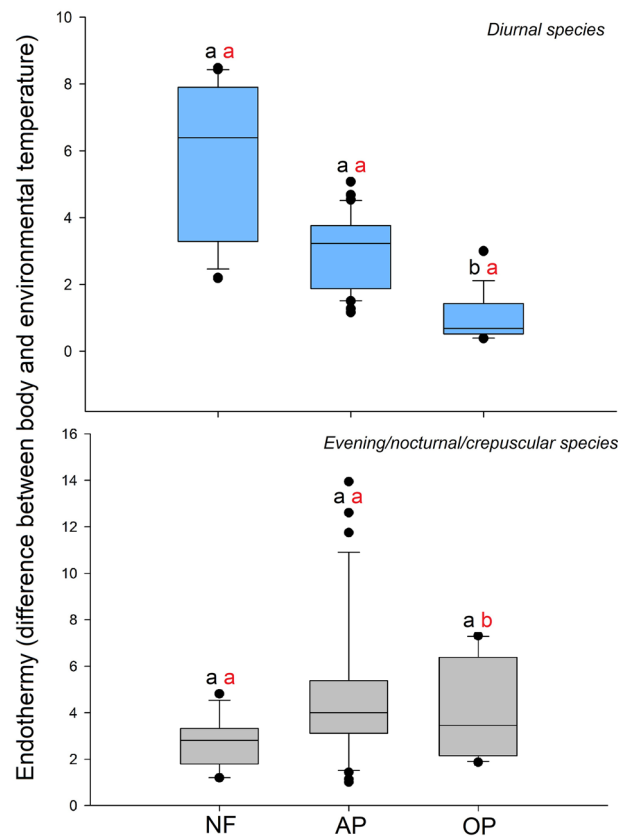 Endothermy (difference between body and environmental temperature)
Diurnal species
10
8
6
4
2
0
a a
a a
b a
Evening/nocturnal/crepuscular species
16
14
12
10
8
6
4
2
0
a a
a a
a b
NF AP OP